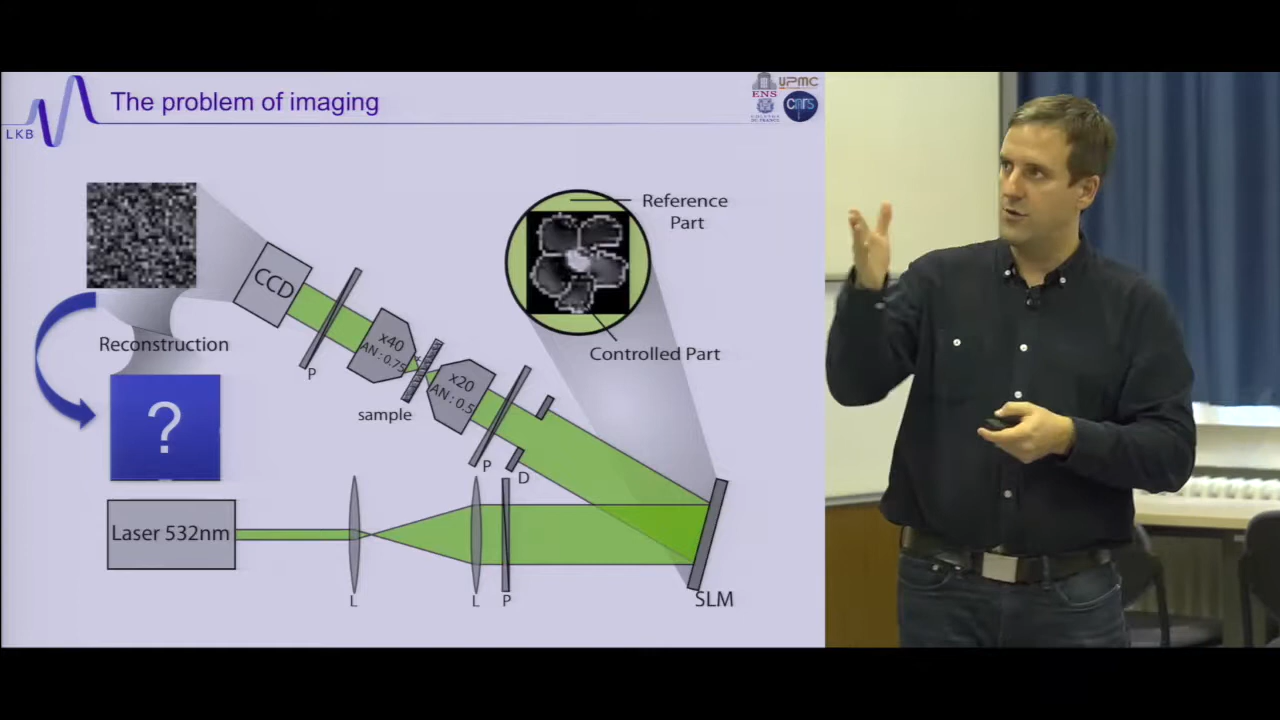 The problem of imaging
LKB
ENS
UPMC
cnrs
Reference
Part
CCD
x40
AN : 0.75
P
Reconstruction
Controlled Part
x20
AN : 0.5
sample
?
P
D
Laser 532nm
L
L
P
SLM